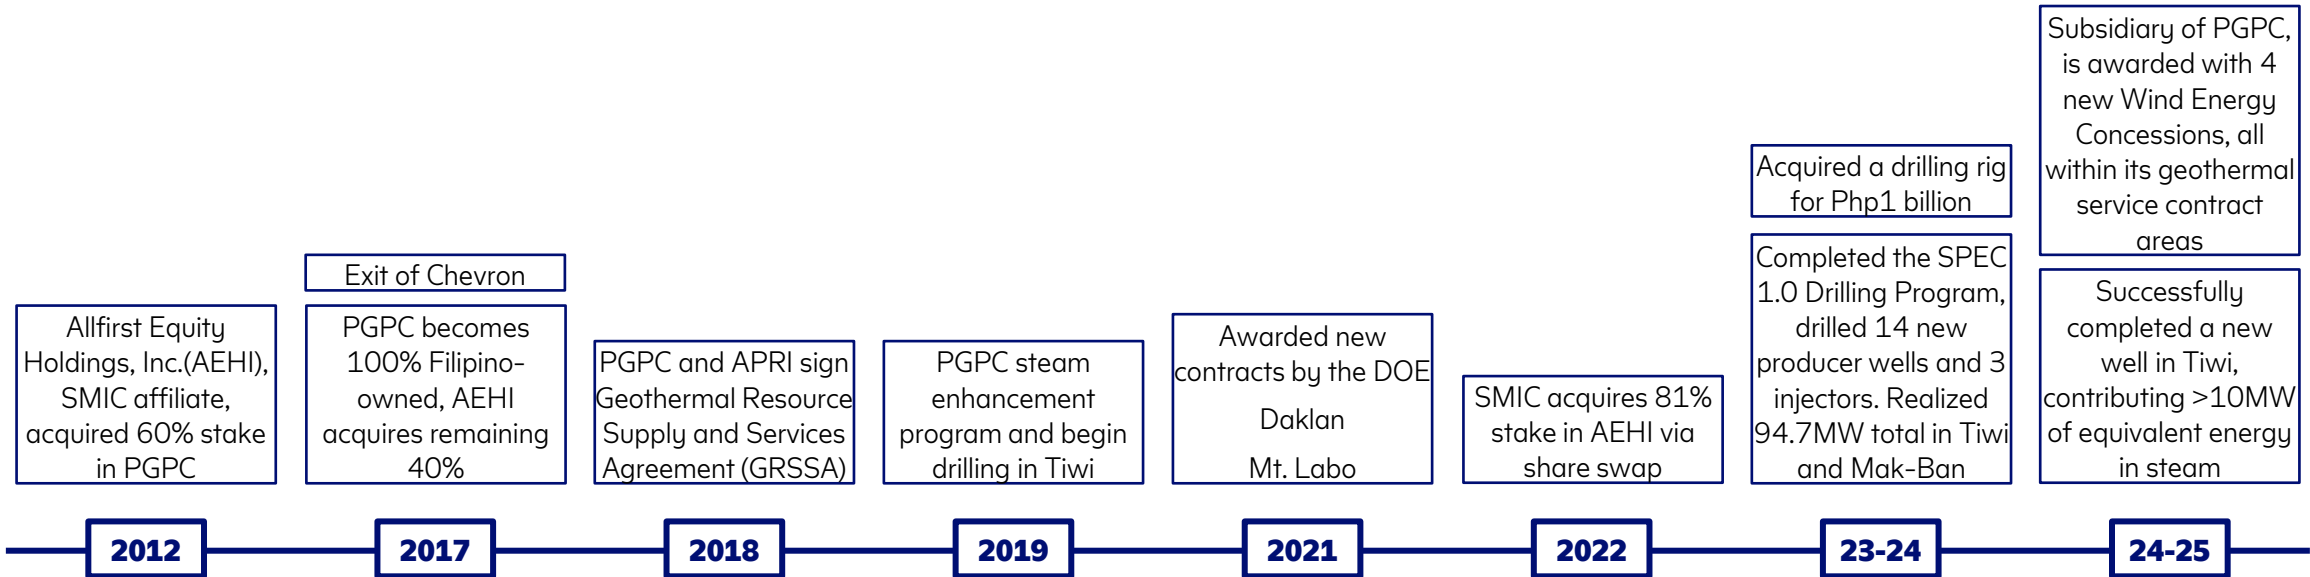 Allfirst Equity
Holdings, Inc.(AEHI),
SMIC affiliate,
acquired 60% stake
in PGPC
2012
Exit of Chevron
PGPC becomes
100% Filipino-
owned, AEHI
acquires remaining
40%
2017
PGPC and APRI sign
Geothermal Resource
Supply and Services
Agreement (GRSSA)
2018
PGPC steam
enhancement
program and begin
drilling in Tiwi
2019
Awarded new
contracts by the DOE
Daklan
Mt. Labo
2021
SMIC acquires 81%
stake in AEHI via
share swap
2022
Acquired a drilling rig
for Php1 billion
Completed the SPEC
1.0 Drilling Program,
drilled 14 new
producer wells and 3
injectors. Realized
94.7MW total in Tiwi
and Mak-Ban
23-24
Subsidiary of PGPC,
is awarded with 4
new Wind Energy
Concessions, all
within its geothermal
service contract
areas
Successfully
completed a new
well in Tiwi,
contributing >10MW
of equivalent energy
in steam
24-25